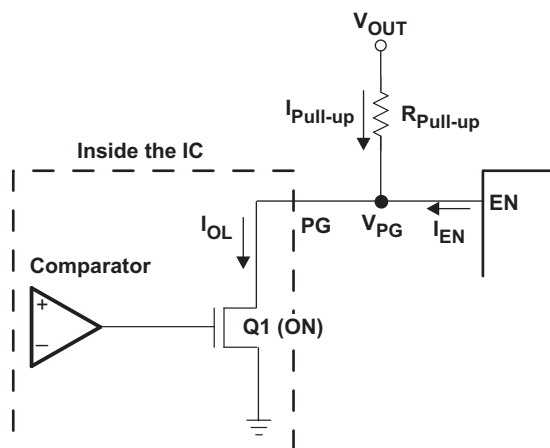 VOUT
IPull-up
RPull-up
Inside the IC
IOL
PG
VPG
IEN
EN
Comparator
+
–
Q1 (ON)